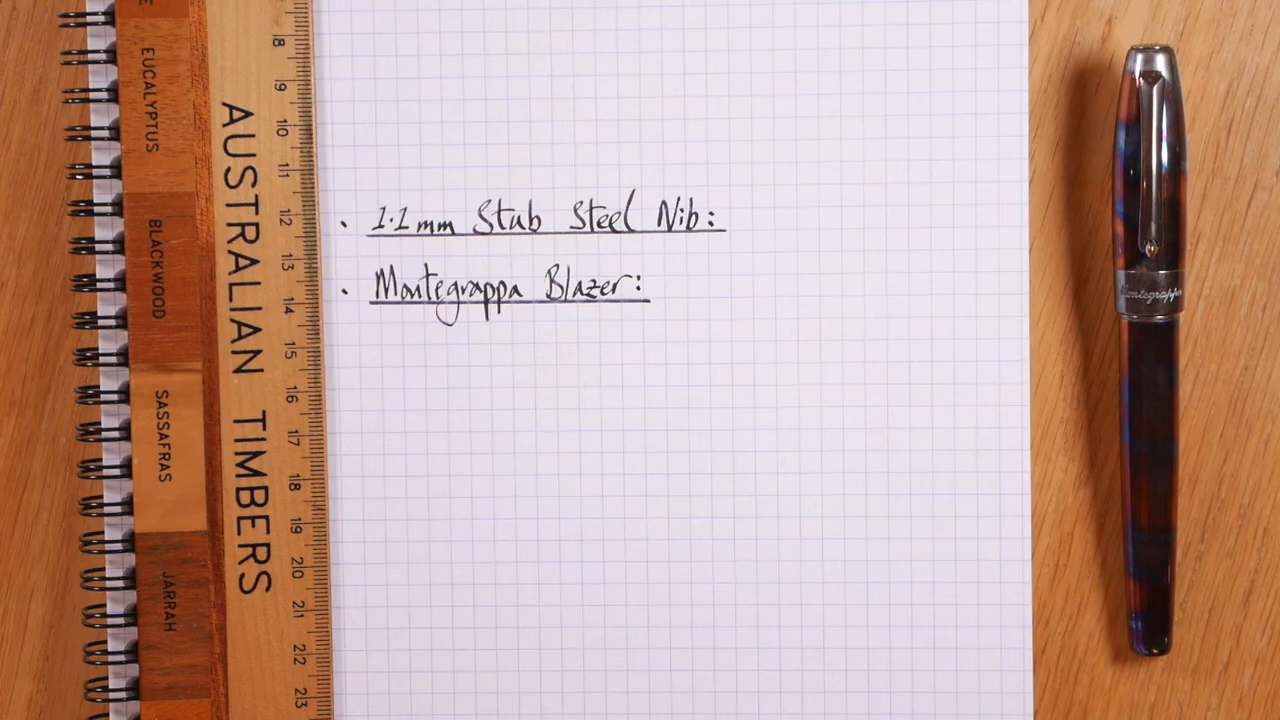 E
EUCALYPTUS
BLACKWOOD
SASSAFRAS
JARRAH
AUSTRALIAN TIMBERS
8
9
10
11
12
13
14
15
16
17
18
19
20
21
22
23
· 1.1mm Stub Steel Nib:
· Montegrappa Blazer:
Montegrappa